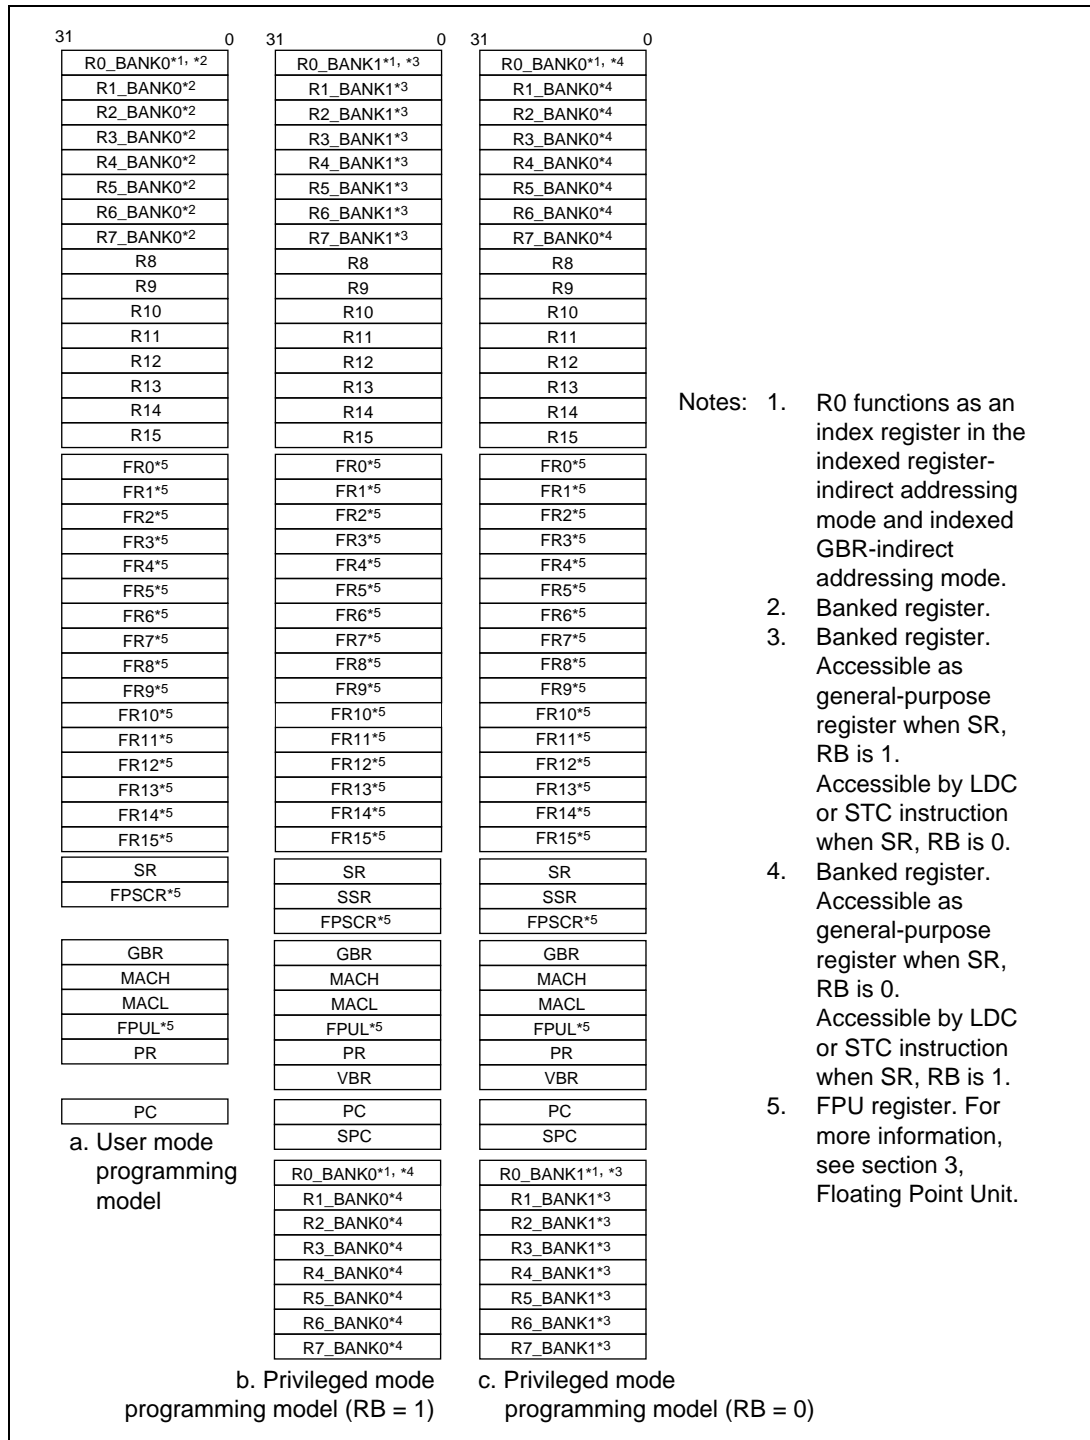 31 0 31 0 31 0
R0_BANK0*1, *2 R0_BANK1*1, *3 R0_BANK0*1, *4
R1_BANK0*2 R1_BANK1*3 R1_BANK0*4
R2_BANK0*2 R2_BANK1*3 R2_BANK0*4
R3_BANK0*2 R3_BANK1*3 R3_BANK0*4
R4_BANK0*2 R4_BANK1*3 R4_BANK0*4
R5_BANK0*2 R5_BANK1*3 R5_BANK0*4
R6_BANK0*2 R6_BANK1*3 R6_BANK0*4
R7_BANK0*2 R7_BANK1*3 R7_BANK0*4
R8 R8 R8
R9 R9 R9
R10 R10 R10
R11 R11 R11
R12 R12 R12
R13 R13 R13
R14 R14 R14
R15 R15 R15
FR0*5 FR0*5 FR0*5
FR1*5 FR1*5 FR1*5
FR2*5 FR2*5 FR2*5
FR3*5 FR3*5 FR3*5
FR4*5 FR4*5 FR4*5
FR5*5 FR5*5 FR5*5
FR6*5 FR6*5 FR6*5
FR7*5 FR7*5 FR7*5
FR8*5 FR8*5 FR8*5
FR9*5 FR9*5 FR9*5
FR10*5 FR10*5 FR10*5
FR11*5 FR11*5 FR11*5
FR12*5 FR12*5 FR12*5
FR13*5 FR13*5 FR13*5
FR14*5 FR14*5 FR14*5
FR15*5 FR15*5 FR15*5
SR SR SR
FPSCR*5 SSR SSR
FPSCR*5 FPSCR*5
GBR GBR GBR
MACH MACH MACH
MACL MACL MACL
FPUL*5 FPUL*5 FPUL*5
PR PR PR
VBR VBR
PC PC PC
SPC SPC
a. User mode
programming
model
R0_BANK0*1, *4 R0_BANK1*1, *3
R1_BANK0*4 R1_BANK1*3
R2_BANK0*4 R2_BANK1*3
R3_BANK0*4 R3_BANK1*3
R4_BANK0*4 R4_BANK1*3
R5_BANK0*4 R5_BANK1*3
R6_BANK0*4 R6_BANK1*3
R7_BANK0*4 R7_BANK1*3
b. Privileged mode
programming model (RB = 1)
c. Privileged mode
programming model (RB = 0)
Notes: 1. R0 functions as an
index register in the
indexed register-
indirect addressing
mode and indexed
GBR-indirect
addressing mode.
2. Banked register.
3. Banked register.
Accessible as
general-purpose
register when SR,
RB is 1.
Accessible by LDC
or STC instruction
when SR, RB is 0.
4. Banked register.
Accessible as
general-purpose
register when SR,
RB is 0.
Accessible by LDC
or STC instruction
when SR, RB is 1.
5. FPU register. For
more information,
see section 3,
Floating Point Unit.